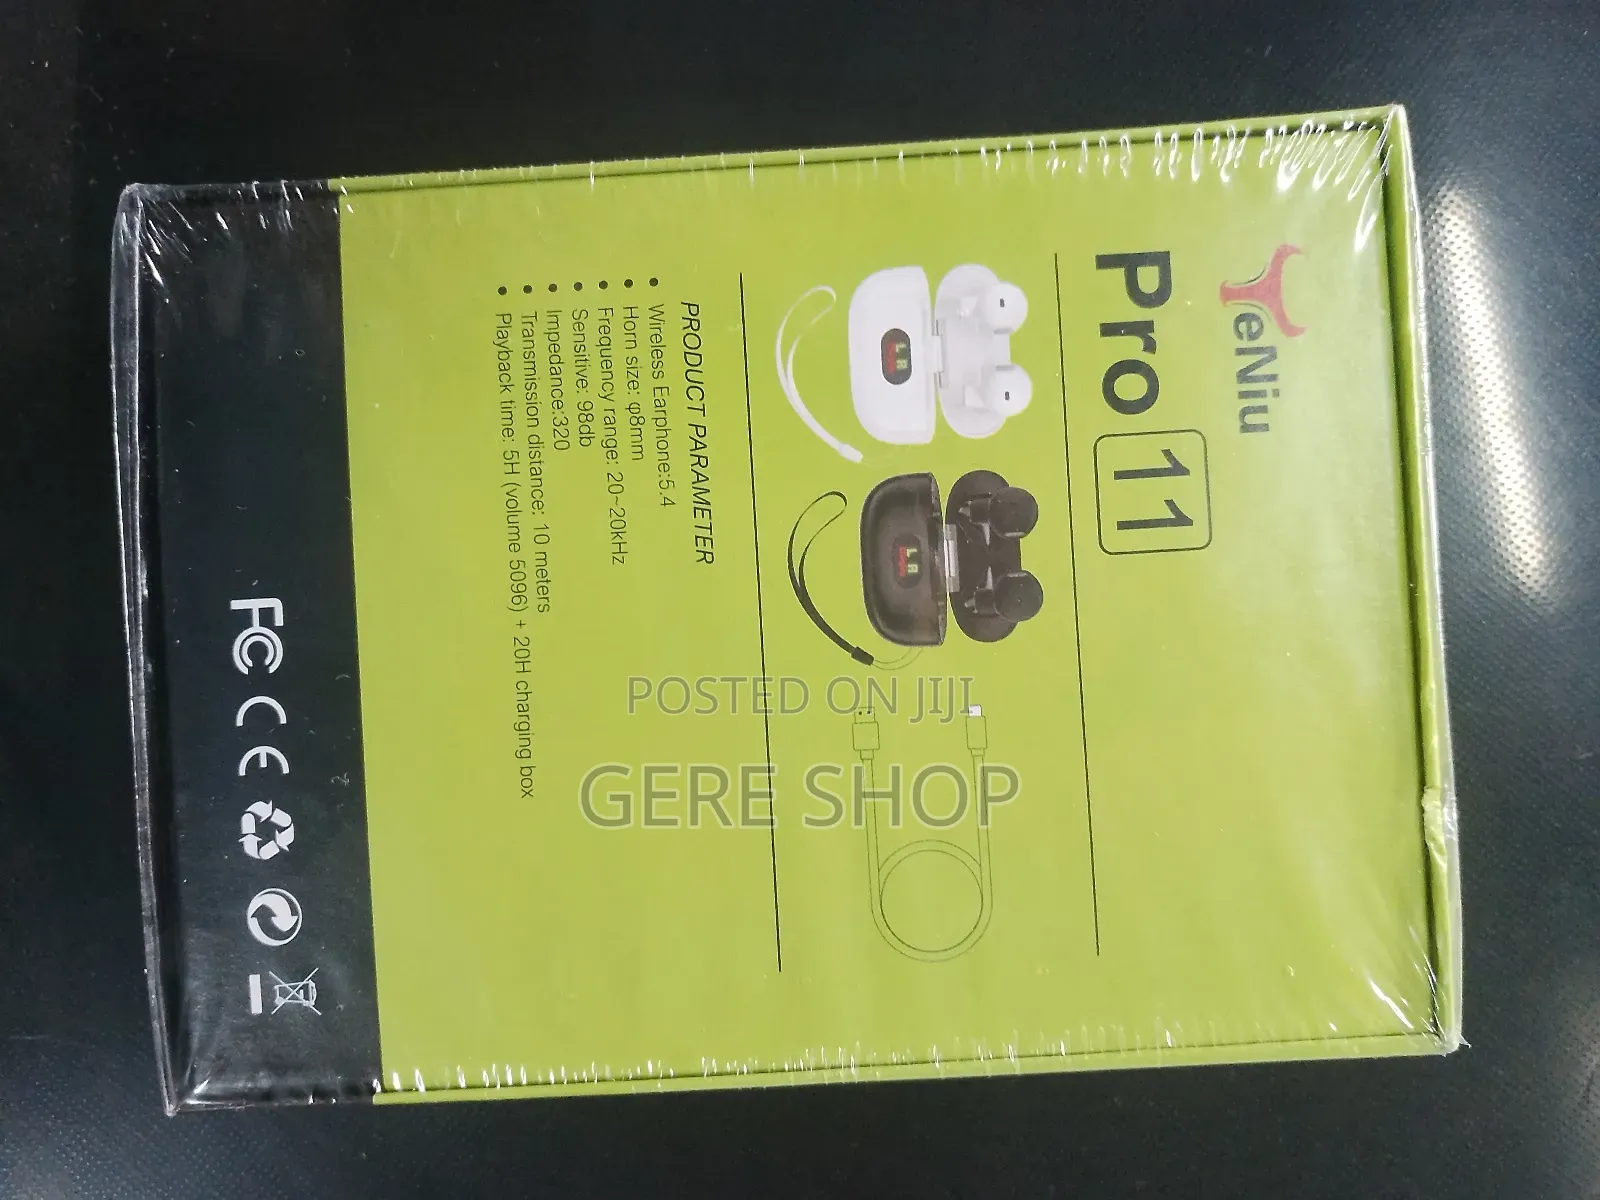 YeNiu
Pro 11
PRODUCT PARAMETER
• Wireless Earphone:5.4
• Horn size: φ8mm
• Frequency range: 20~20kHz
• Sensitive: 98db
• Impedance:320
• Transmission distance: 10 meters
• Playback time: 5H (volume 5096) + 20H charging box
FC CE
POSTED ON JIJI
GERE SHOP